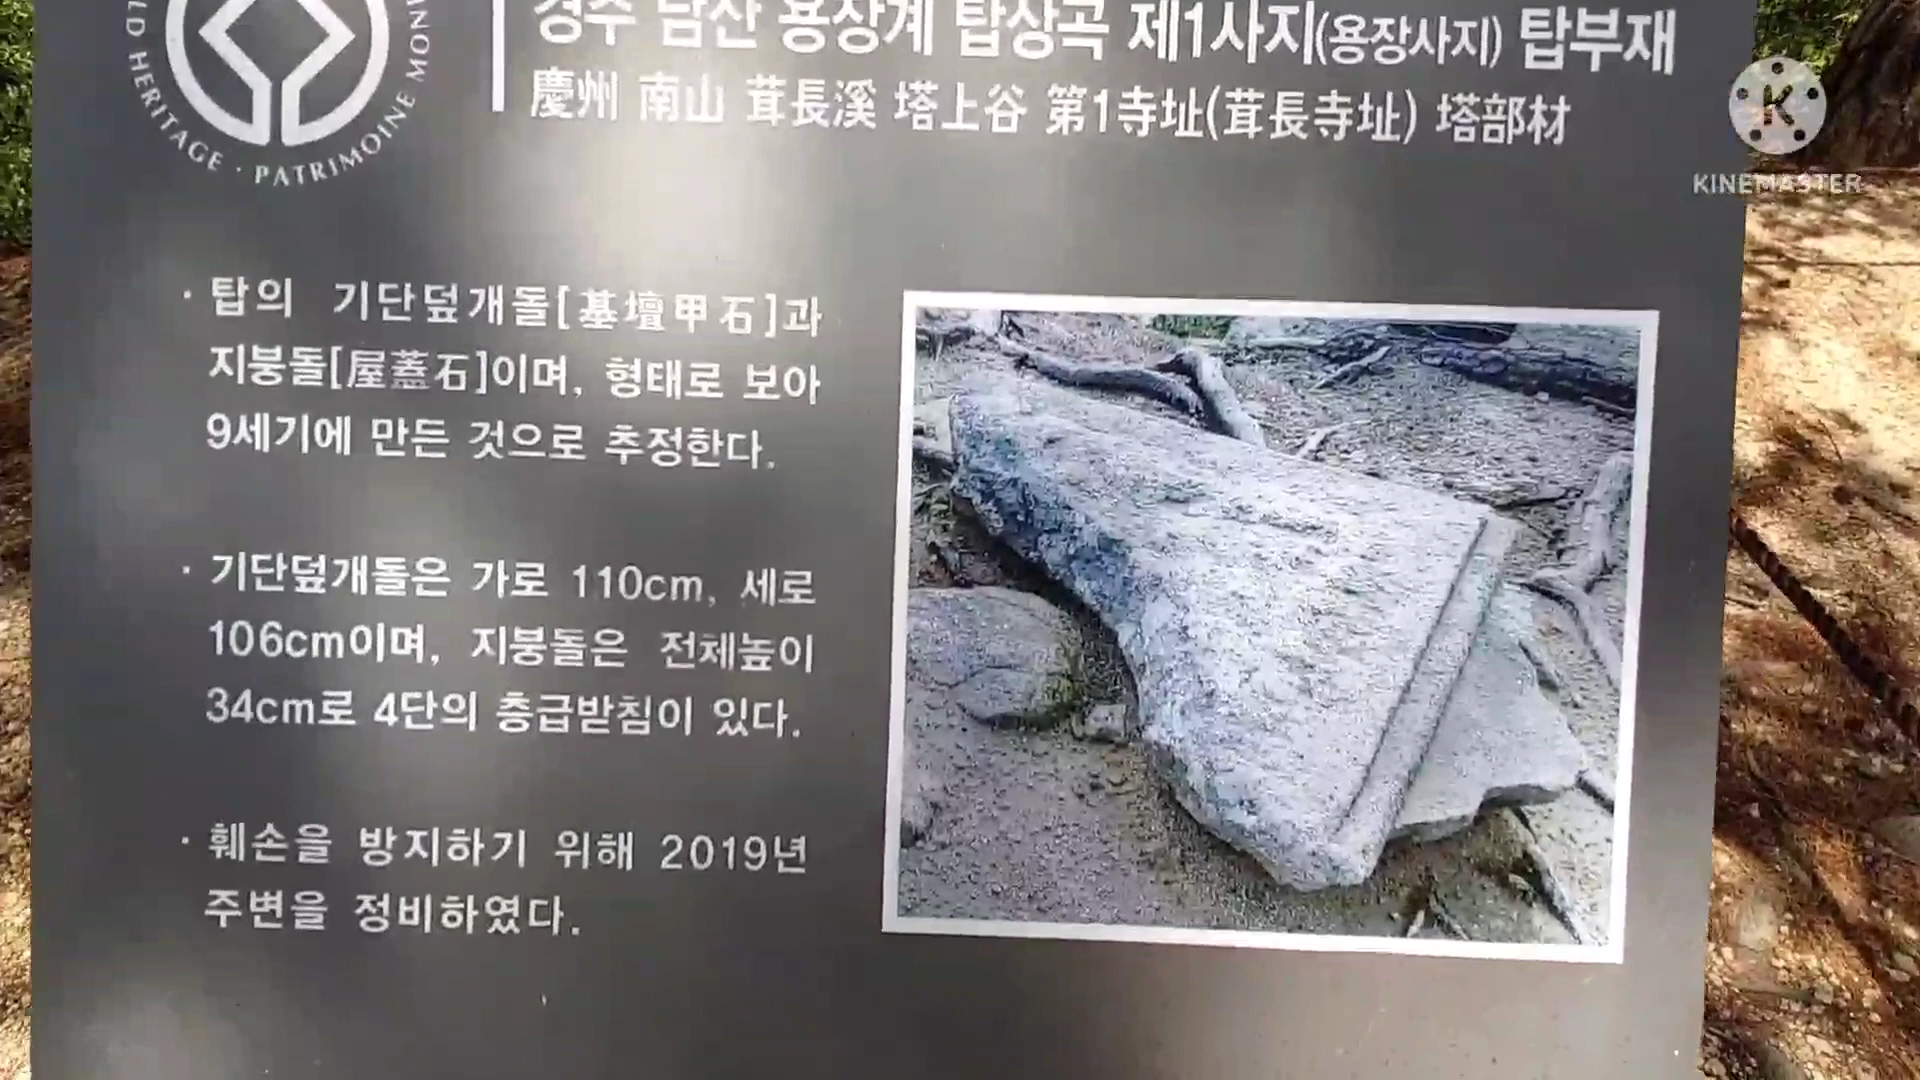 LD HERITAGE · PATRIMOINE MON
경주 남산 용장계 탑상곡 제1사지(용장사지) 탑부재
慶州 南山 茸長溪 塔上谷 第1寺址(茸長寺址) 塔部材
KINEMASTER
· 탑의 기단덮개돌[基壇甲石]과
지붕돌[屋蓋石]이며, 형태로 보아
9세기에 만든 것으로 추정한다.
· 기단덮개돌은 가로 110cm, 세로
106cm이며, 지붕돌은 전체높이
34cm로 4단의 층급받침이 있다.
· 훼손을 방지하기 위해 2019년
주변을 정비하였다.